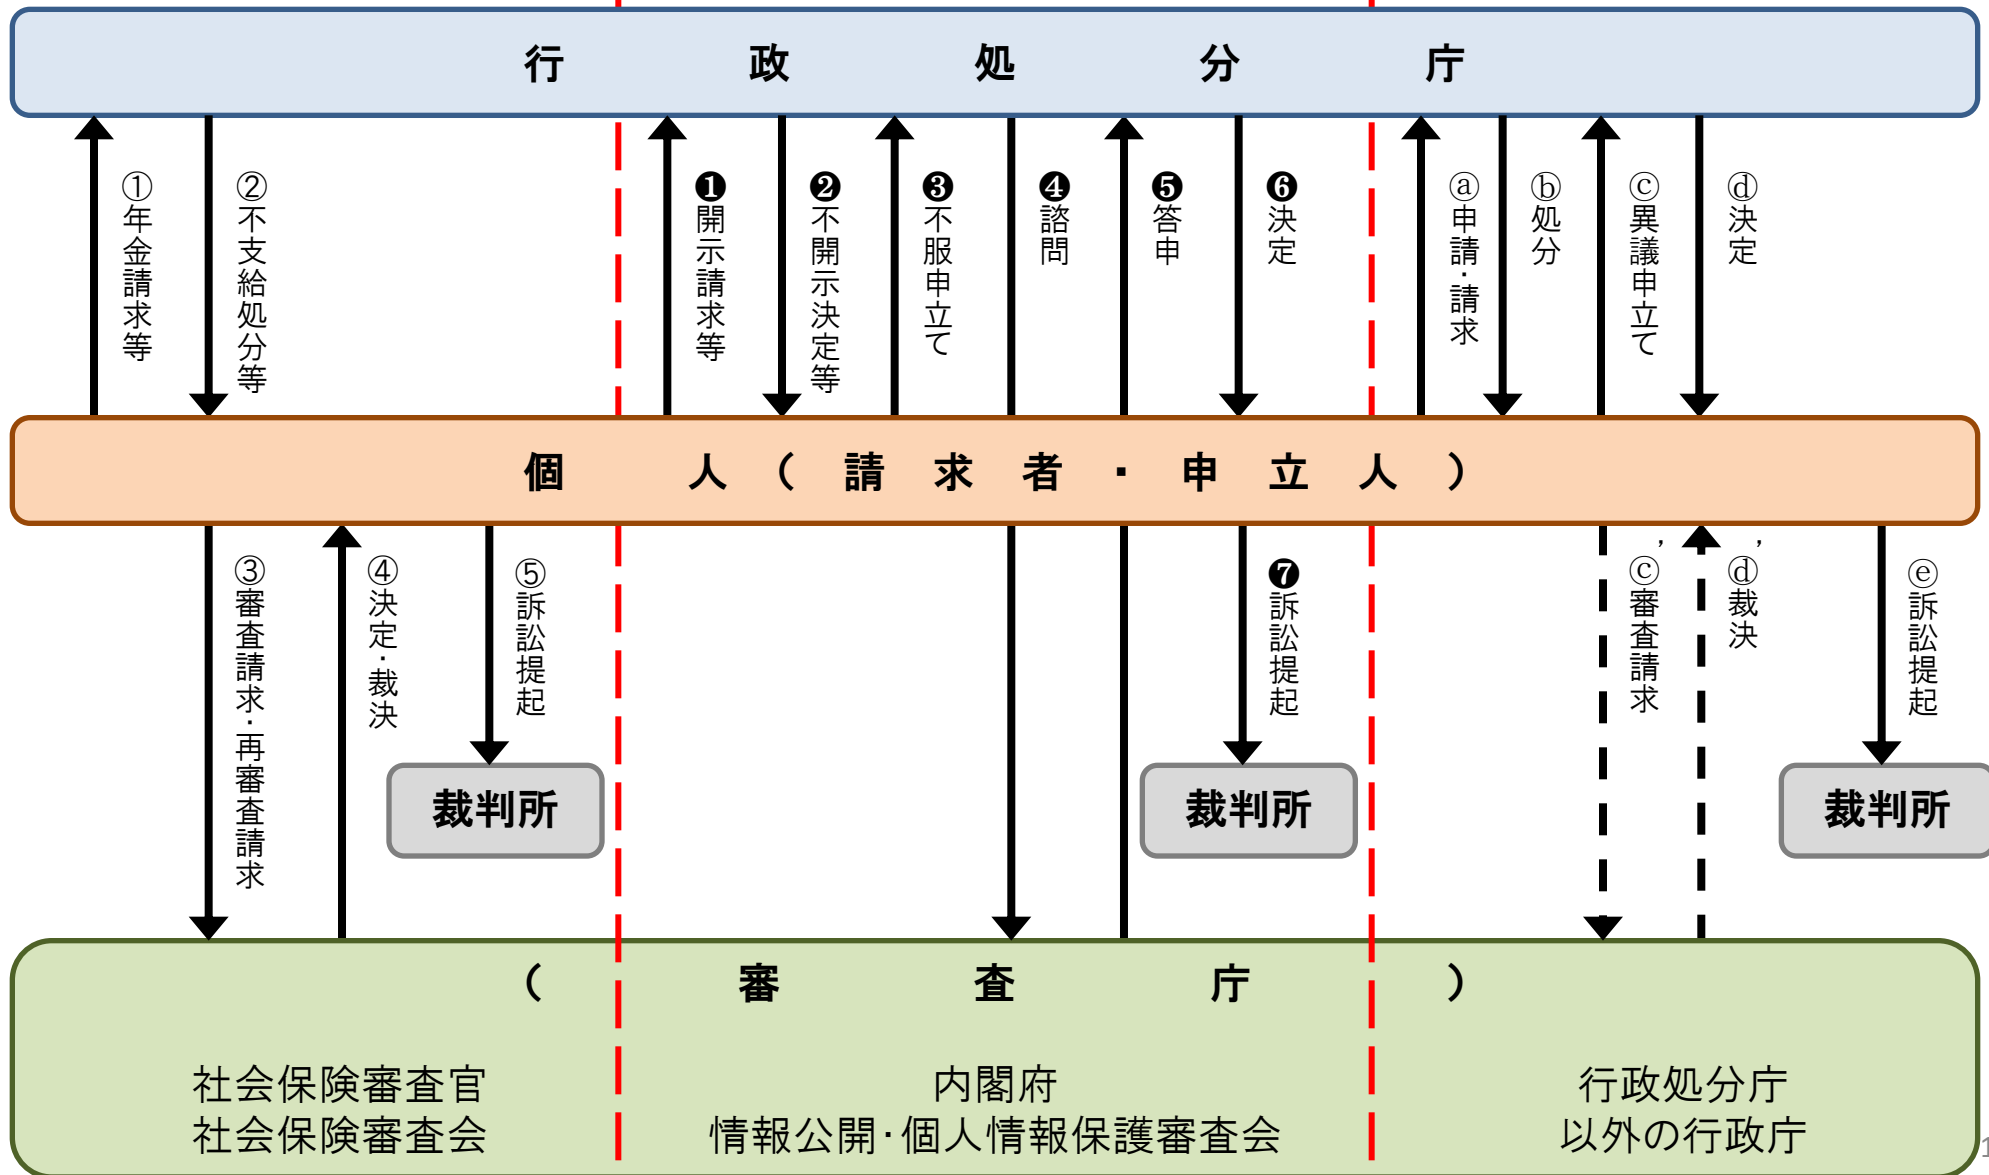 行政処分庁
①年金請求等
②不支給処分等
❶開示請求等
❷不開示決定等
❸不服申立て
❹諮問
❺答申
❻決定
ⓐ申請・請求
ⓑ処分
ⓒ異議申立て
ⓓ決定
個人(請求者・申立人)
③審査請求・再審査請求
④決定・裁決
⑤訴訟提起
❼訴訟提起
ⓒ’審査請求
ⓓ’裁決
ⓔ訴訟提起
裁判所
裁判所
裁判所
(審査庁)
社会保険審査官
社会保険審査会
内閣府
情報公開・個人情報保護審査会
行政処分庁
以外の行政庁
1